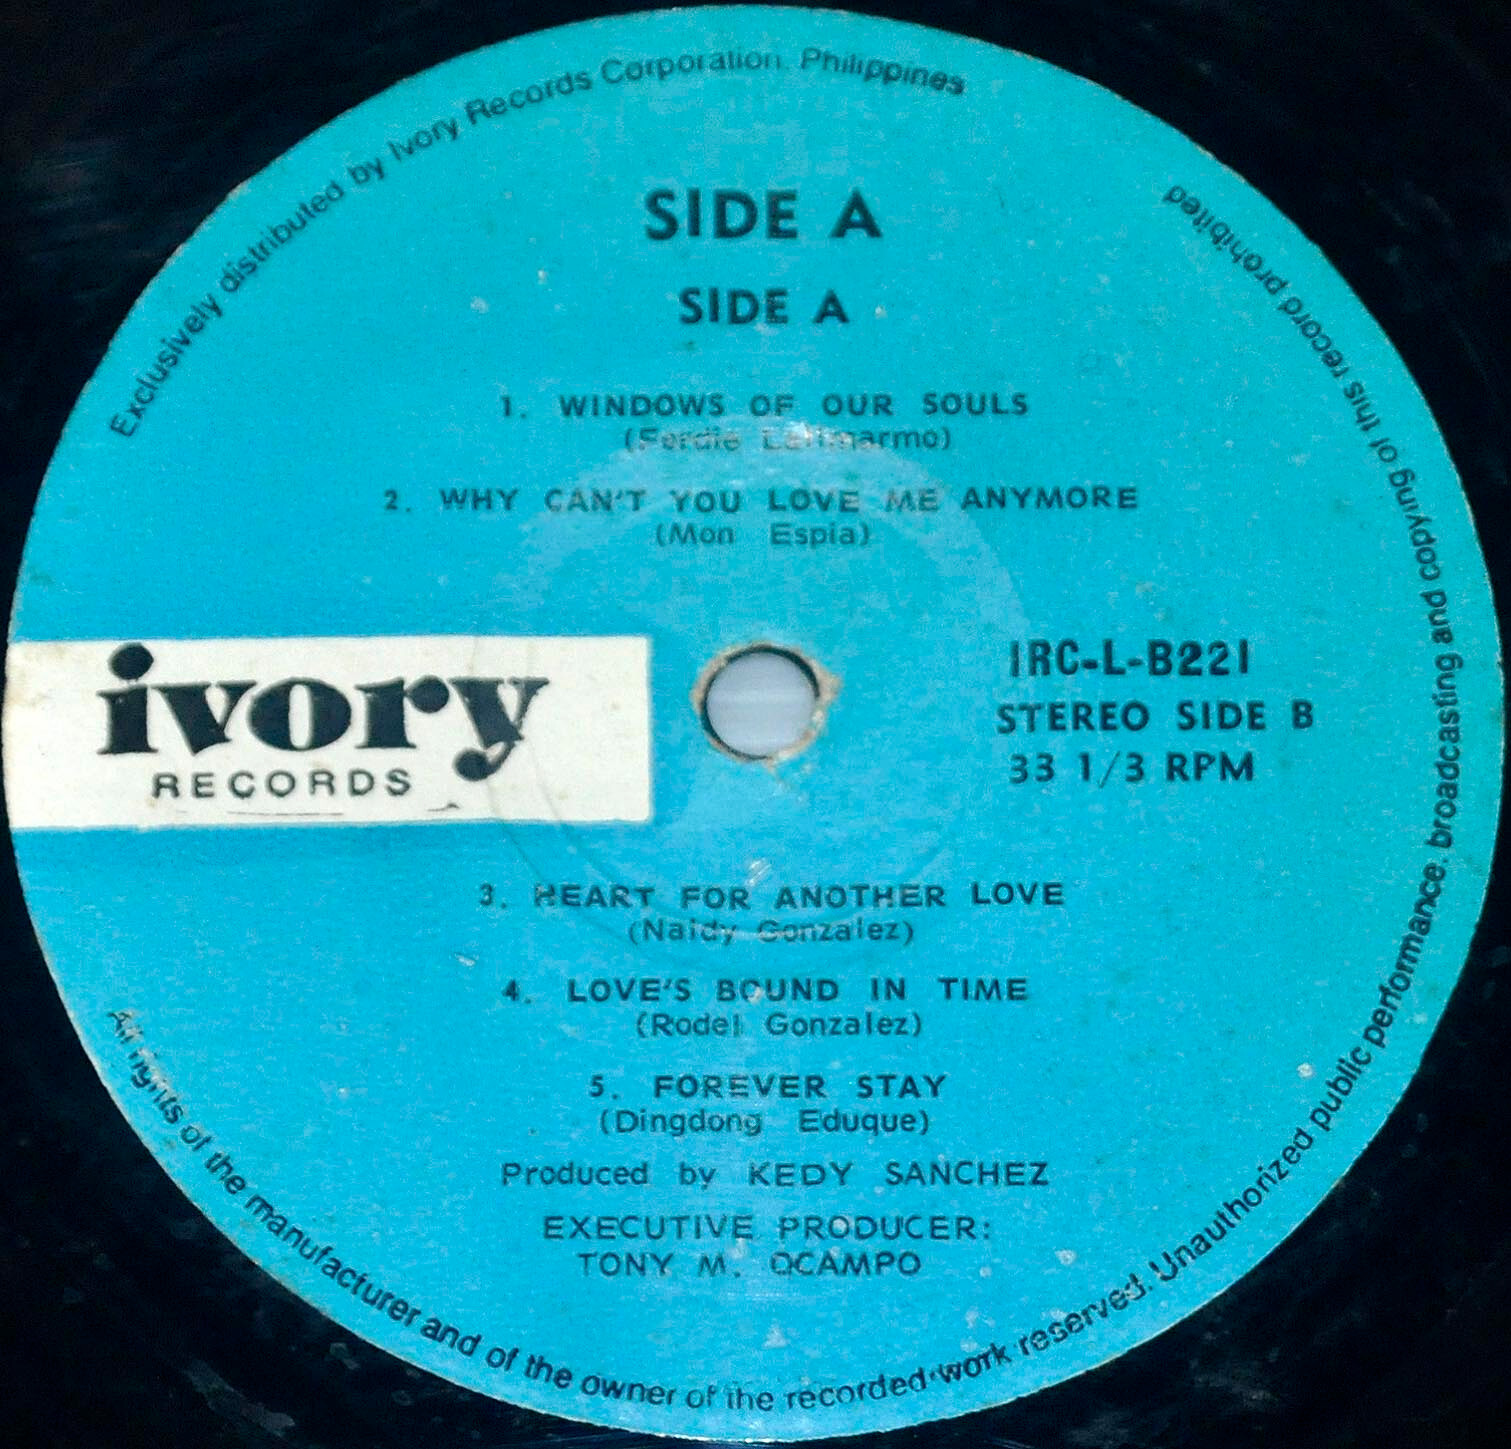 Exclusively distributed by Ivory Records Corporation. Philippines
SIDE A
SIDE A
1. WINDOWS OF OUR SOULS
(Ferdie
2. WHY CAN'T YOU LOVE ME ANYMORE
(Mon Espia)
ivory
RECORDS
IRC-L-B221
STEREO SIDE B
33 1/3 RPM
3. HEART FOR ANOTHER LOVE
(Naidy Gonzalez)
4. LOVE'S BOUND IN TIME
(Rodel Gonzalez)
5. FOREVER STAY
(Dingdong Eduque)
Produced by KEDY SANCHEZ
EXECUTIVE PRODUCER:
TONY M. OCAMPO
All rights of the manufacturer and of the owner of the recorded work reserved. Unauthorized public performance. broadcasting and copying of this record prohibited